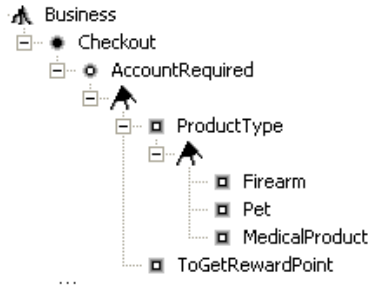 Business
Checkout
AccountRequired
ProductType
Firearm
Pet
MedicalProduct
ToGetRewardPoint
...